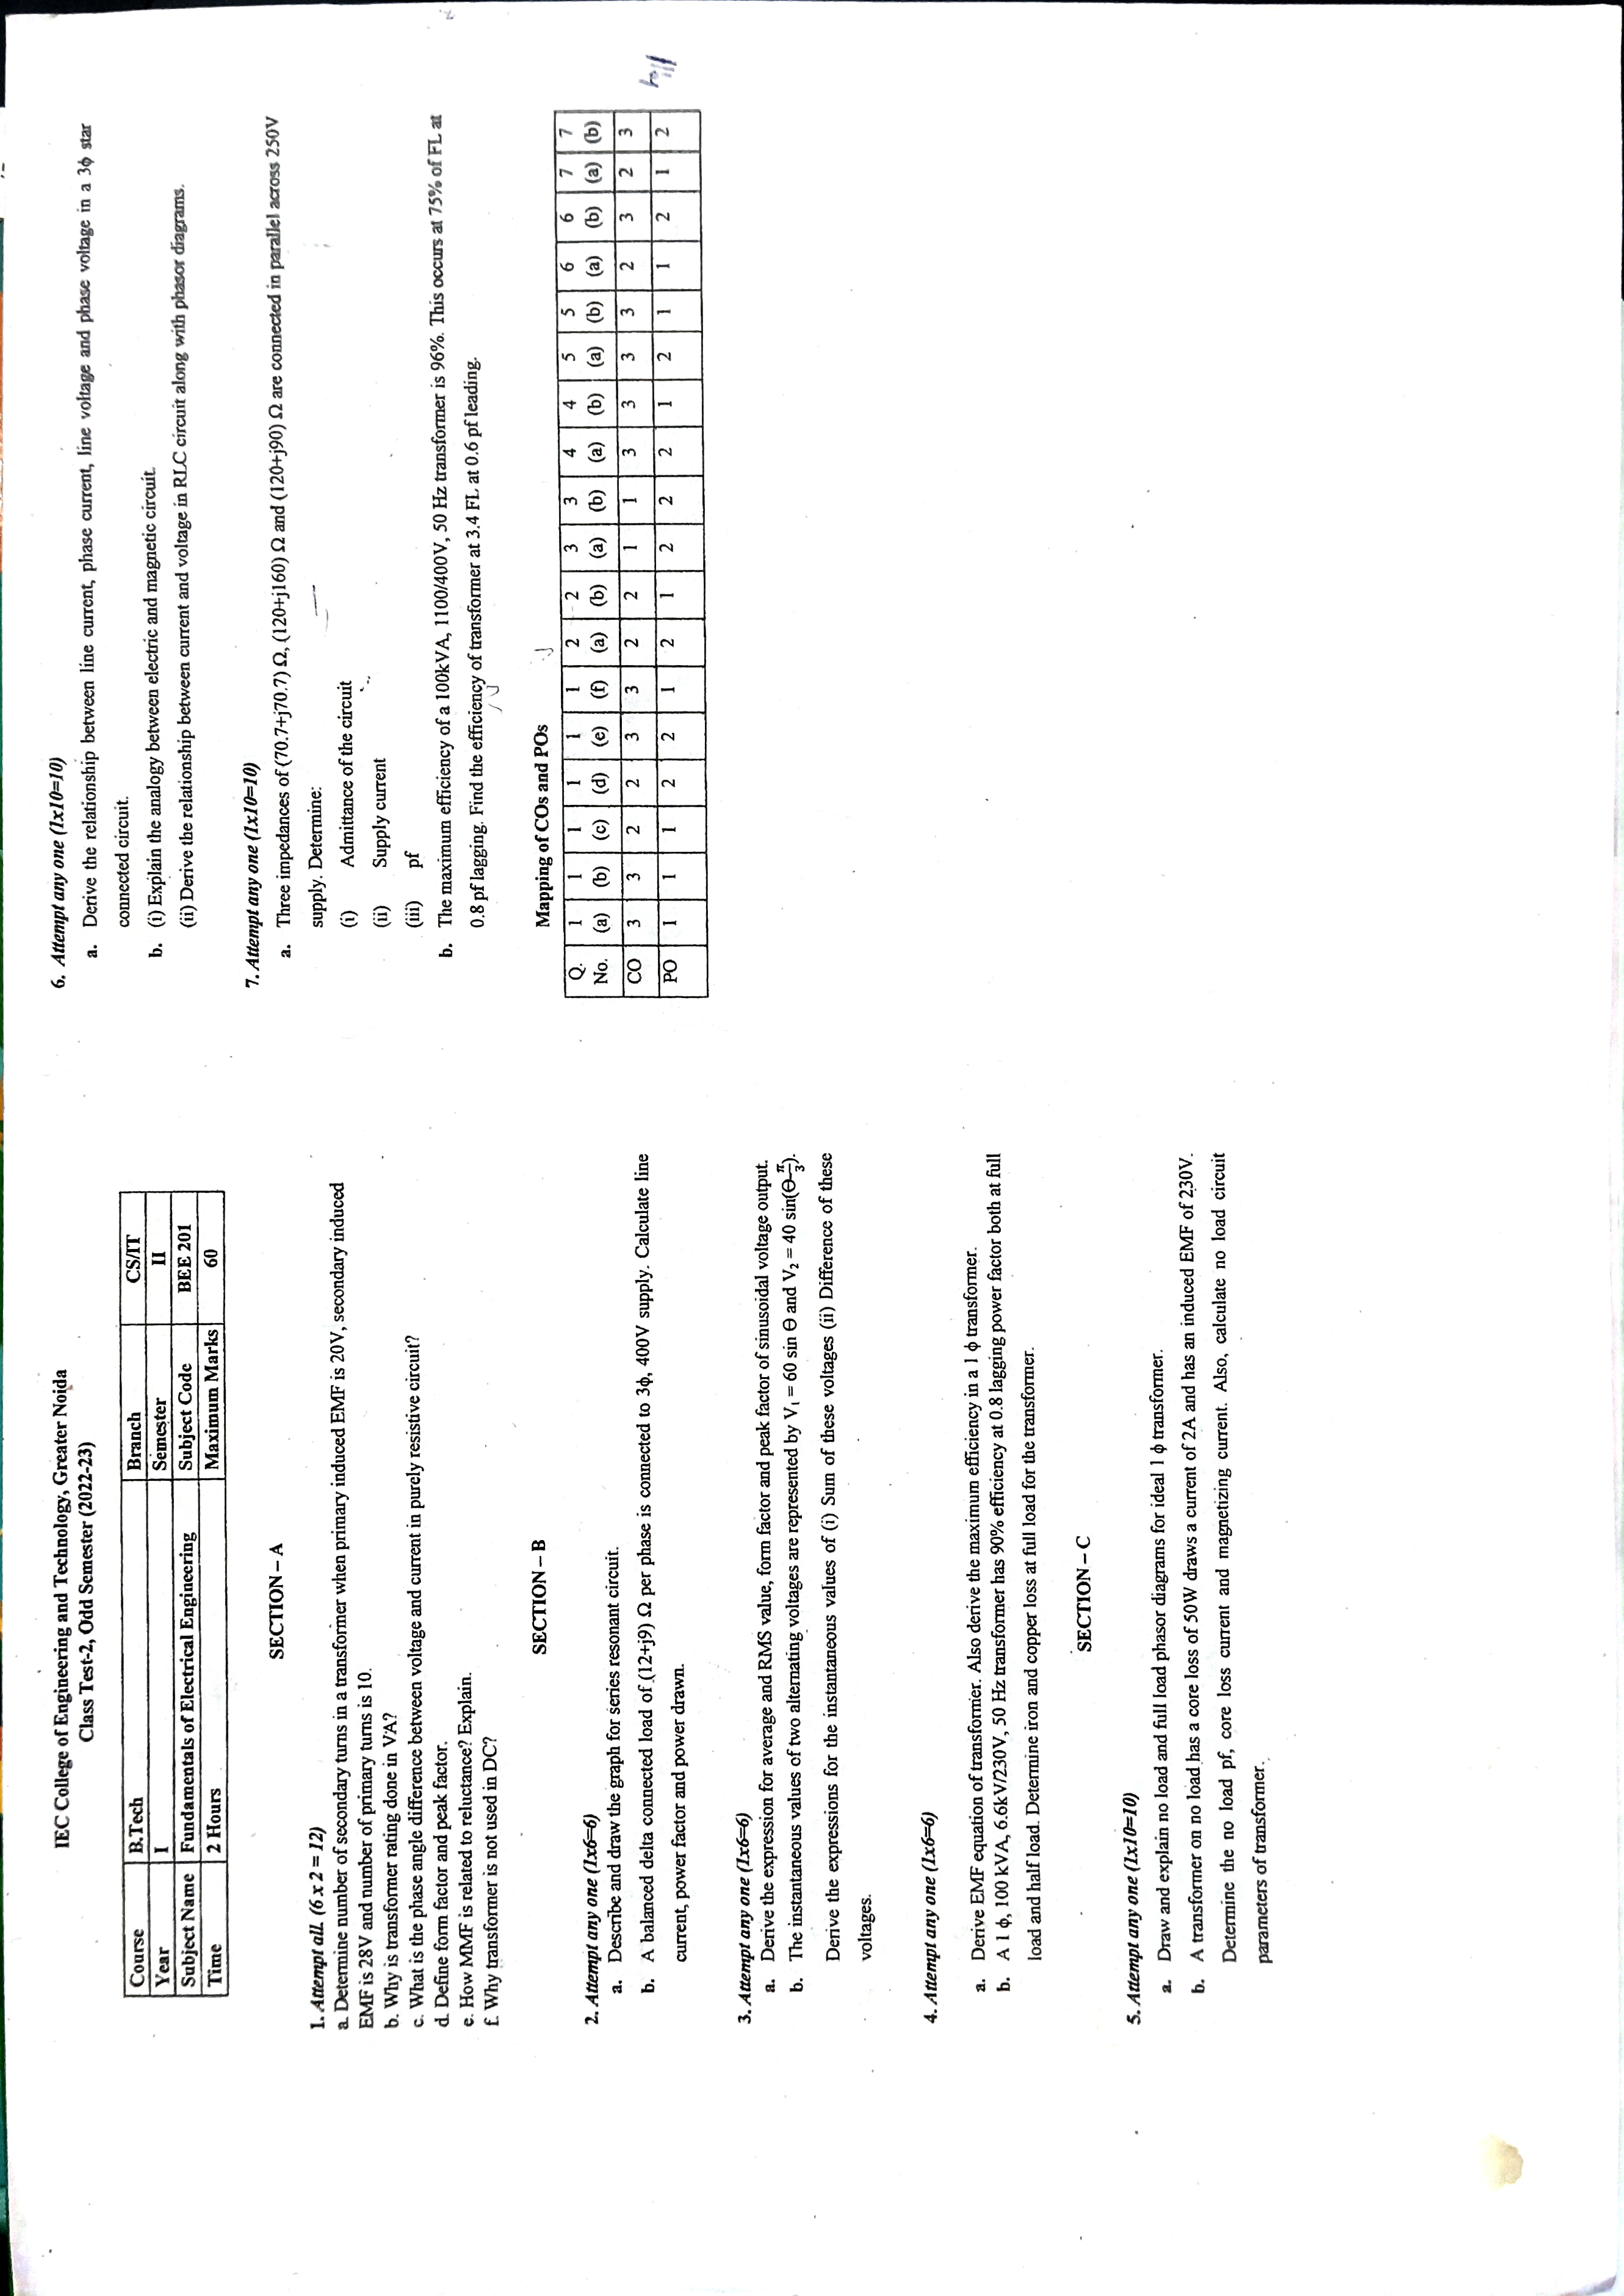 IEC College of Engineering and Technology, Greater Noida
Class Test-2, Odd Semester (2022-23)
Course B.Tech Branch CS/IT
Year I Semester II
Subject Name Fundamentals of Electrical Engineering Subject Code BEE 201
Time 2 Hours Maximum Marks 60
SECTION – A
1. Attempt all. (6 x 2 = 12)
a. Determine number of secondary turns in a transformer when primary induced EMF is 20V, secondary induced
EMF is 28V and number of primary turns is 10.
b. Why is transformer rating done in VA?
c. What is the phase angle difference between voltage and current in purely resistive circuit?
d. Define form factor and peak factor.
e. How MMF is related to reluctance? Explain.
f. Why transformer is not used in DC?
SECTION – B
2. Attempt any one (1x6=6)
a. Describe and draw the graph for series resonant circuit.
b. A balanced delta connected load of (12+j9) Ω per phase is connected to 3ϕ, 400V supply. Calculate line
current, power factor and power drawn.
3. Attempt any one (1x6=6)
a. Derive the expression for average and RMS value, form factor and peak factor of sinusoidal voltage output.
b. The instantaneous values of two alternating voltages are represented by V₁ = 60 sin Θ and V₂ = 40 sin(Θ-π/3).
Derive the expressions for the instantaneous values of (i) Sum of these voltages (ii) Difference of these
voltages.
4. Attempt any one (1x6=6)
a. Derive EMF equation of transformer. Also derive the maximum efficiency in a 1 ϕ transformer.
b. A 1 ϕ, 100 kVA, 6.6kV/230V, 50 Hz transformer has 90% efficiency at 0.8 lagging power factor both at full
load and half load. Determine iron and copper loss at full load for the transformer.
SECTION – C
5. Attempt any one (1x10=10)
a. Draw and explain no load and full load phasor diagrams for ideal 1 ϕ transformer.
b. A transformer on no load has a core loss of 50W draws a current of 2A and has an induced EMF of 230V.
Determine the no load pf, core loss current and magnetizing current. Also, calculate no load circuit
parameters of transformer.
6. Attempt any one (1x10=10)
a. Derive the relationship between line current, phase current, line voltage and phase voltage in a 3ϕ star
connected circuit.
b. (i) Explain the analogy between electric and magnetic circuit.
(ii) Derive the relationship between current and voltage in RLC circuit along with phasor diagrams.
7. Attempt any one (1x10=10)
a. Three impedances of (70.7+j70.7) Ω, (120+j160) Ω and (120+j90) Ω are connected in parallel across 250V
supply. Determine:
(i) Admittance of the circuit
(ii) Supply current
(iii) pf
b. The maximum efficiency of a 100kVA, 1100/400V, 50 Hz transformer is 96%. This occurs at 75% of FL at
0.8 pf lagging. Find the efficiency of transformer at 3.4 FL at 0.6 pf leading.
Mapping of COs and POs
Q. 1 1 1 1 1 1 2 2 3 3 4 4 5 5 6 6 7 7
No. (a) (b) (c) (d) (e) (f) (a) (b) (a) (b) (a) (b) (a) (b) (a) (b) (a) (b)
CO 3 3 2 2 3 3 2 2 1 1 3 3 3 3 2 3 2 3
PO 1 1 1 2 2 1 2 1 2 2 2 1 2 1 1 2 1 2